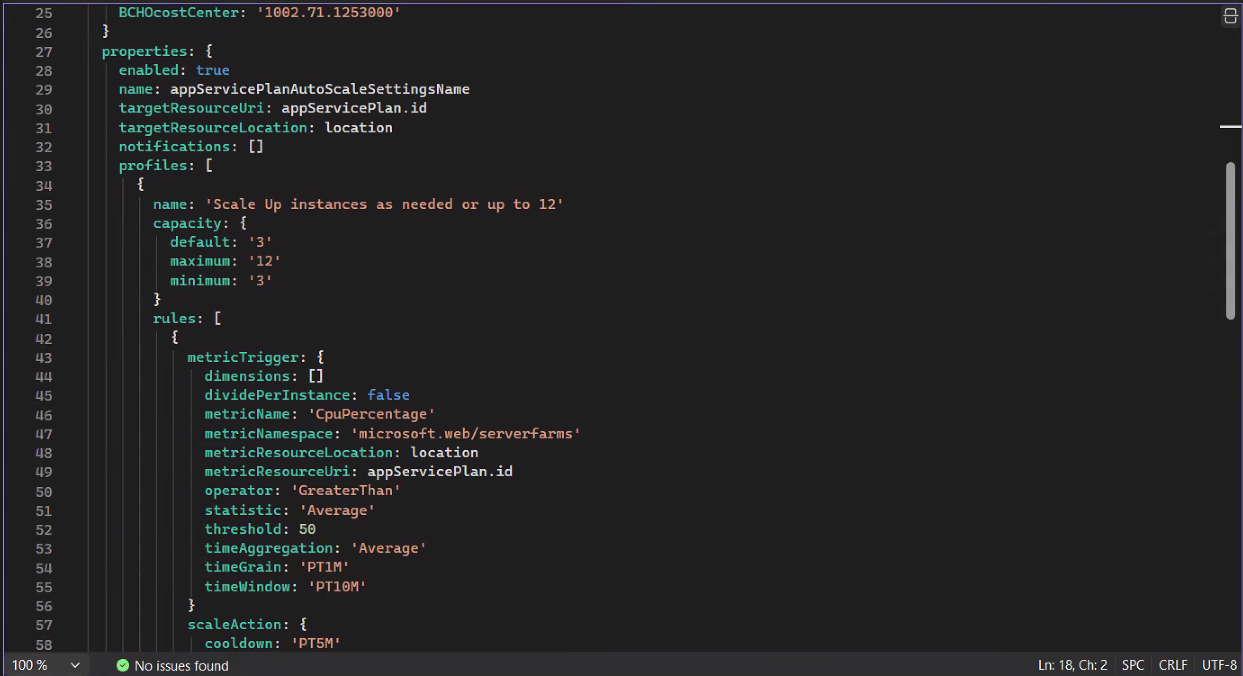 25 BCHOcostCenter: '1002.71.1253000'
26 }
27 properties: {
28 enabled: true
29 name: appServicePlanAutoScaleSettingsName
30 targetResourceUri: appServicePlan.id
31 targetResourceLocation: location
32 notifications: []
33 profiles: [
34 {
35 name: 'Scale Up instances as needed or up to 12'
36 capacity: {
37 default: '3'
38 maximum: '12'
39 minimum: '3'
40 }
41 rules: [
42 {
43 metricTrigger: {
44 dimensions: []
45 dividePerInstance: false
46 metricName: 'CpuPercentage'
47 metricNamespace: 'microsoft.web/serverfarms'
48 metricResourceLocation: location
49 metricResourceUri: appServicePlan.id
50 operator: 'GreaterThan'
51 statistic: 'Average'
52 threshold: 50
53 timeAggregation: 'Average'
54 timeGrain: 'PT1M'
55 timeWindow: 'PT10M'
56 }
57 scaleAction: {
58 cooldown: 'PT5M'
100 % No issues found Ln: 18, Ch: 2 SPC CRLF UTF-8